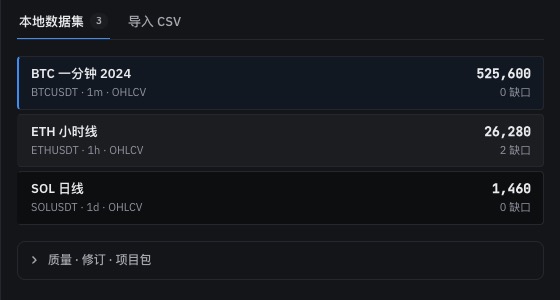 本地数据集 3 导入 CSV
BTC 一分钟 2024 525,600
BTCUSDT · 1m · OHLCV 0 缺口
ETH 小时线 26,280
ETHUSDT · 1h · OHLCV 2 缺口
SOL 日线 1,460
SOLUSDT · 1d · OHLCV 0 缺口
质量 · 修订 · 项目包